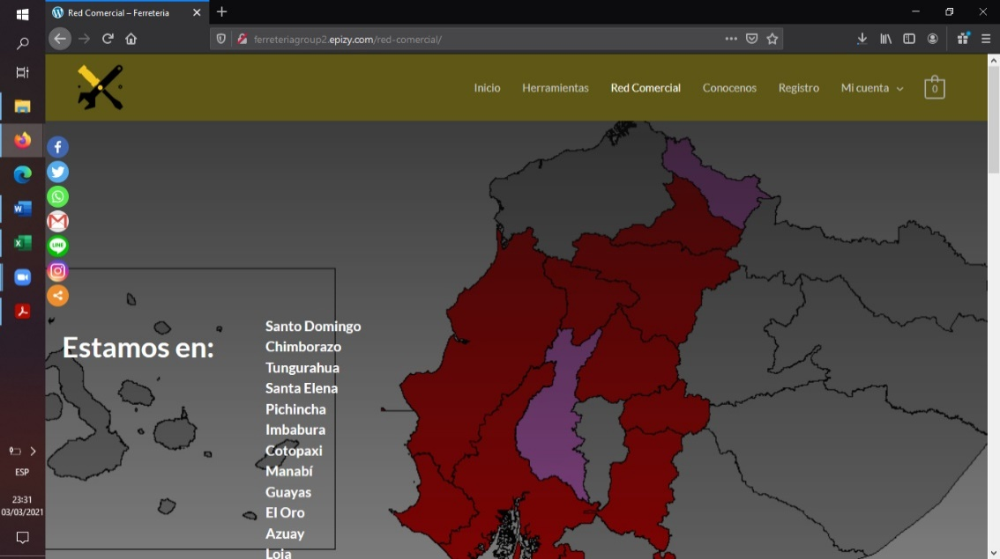 Red Comercial – Ferreteria
ferreteriagroup2.epizy.com/red-comercial/
Inicio
Herramientas
Red Comercial
Conocenos
Registro
Mi cuenta
0
LINE
Estamos en:
Santo Domingo
Chimborazo
Tungurahua
Santa Elena
Pichincha
Imbabura
Cotopaxi
Manabí
Guayas
El Oro
Azuay
Loja
ESP
23:31
03/03/2021